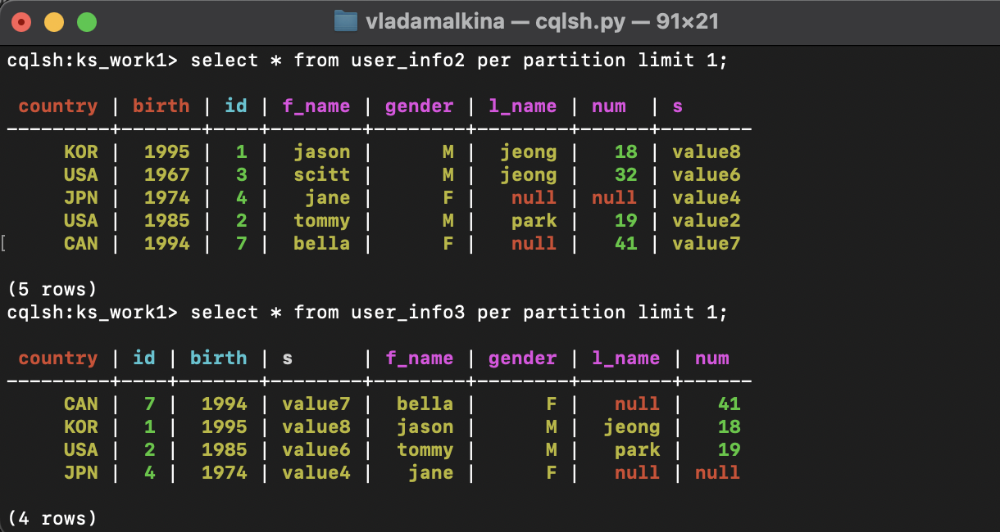 vladamalkina — cqlsh.py — 91×21
cqlsh:ks_work1> select * from user_info2 per partition limit 1;
 country | birth | id | f_name | gender | l_name | num  | s
---------+-------+----+--------+--------+--------+------+--------
     KOR |  1995 |  1 |  jason |      M |  jeong |   18 | value8
     USA |  1967 |  3 |  scitt |      M |  jeong |   32 | value6
     JPN |  1974 |  4 |   jane |      F |   null | null | value4
     USA |  1985 |  2 |  tommy |      M |   park |   19 | value2
     CAN |  1994 |  7 |  bella |      F |   null |   41 | value7
(5 rows)
cqlsh:ks_work1> select * from user_info3 per partition limit 1;
 country | id | birth | s      | f_name | gender | l_name | num
---------+----+-------+--------+--------+--------+--------+------
     CAN |  7 |  1994 | value7 |  bella |      F |   null |   41
     KOR |  1 |  1995 | value8 |  jason |      M |  jeong |   18
     USA |  2 |  1985 | value6 |  tommy |      M |   park |   19
     JPN |  4 |  1974 | value4 |   jane |      F |   null | null
(4 rows)